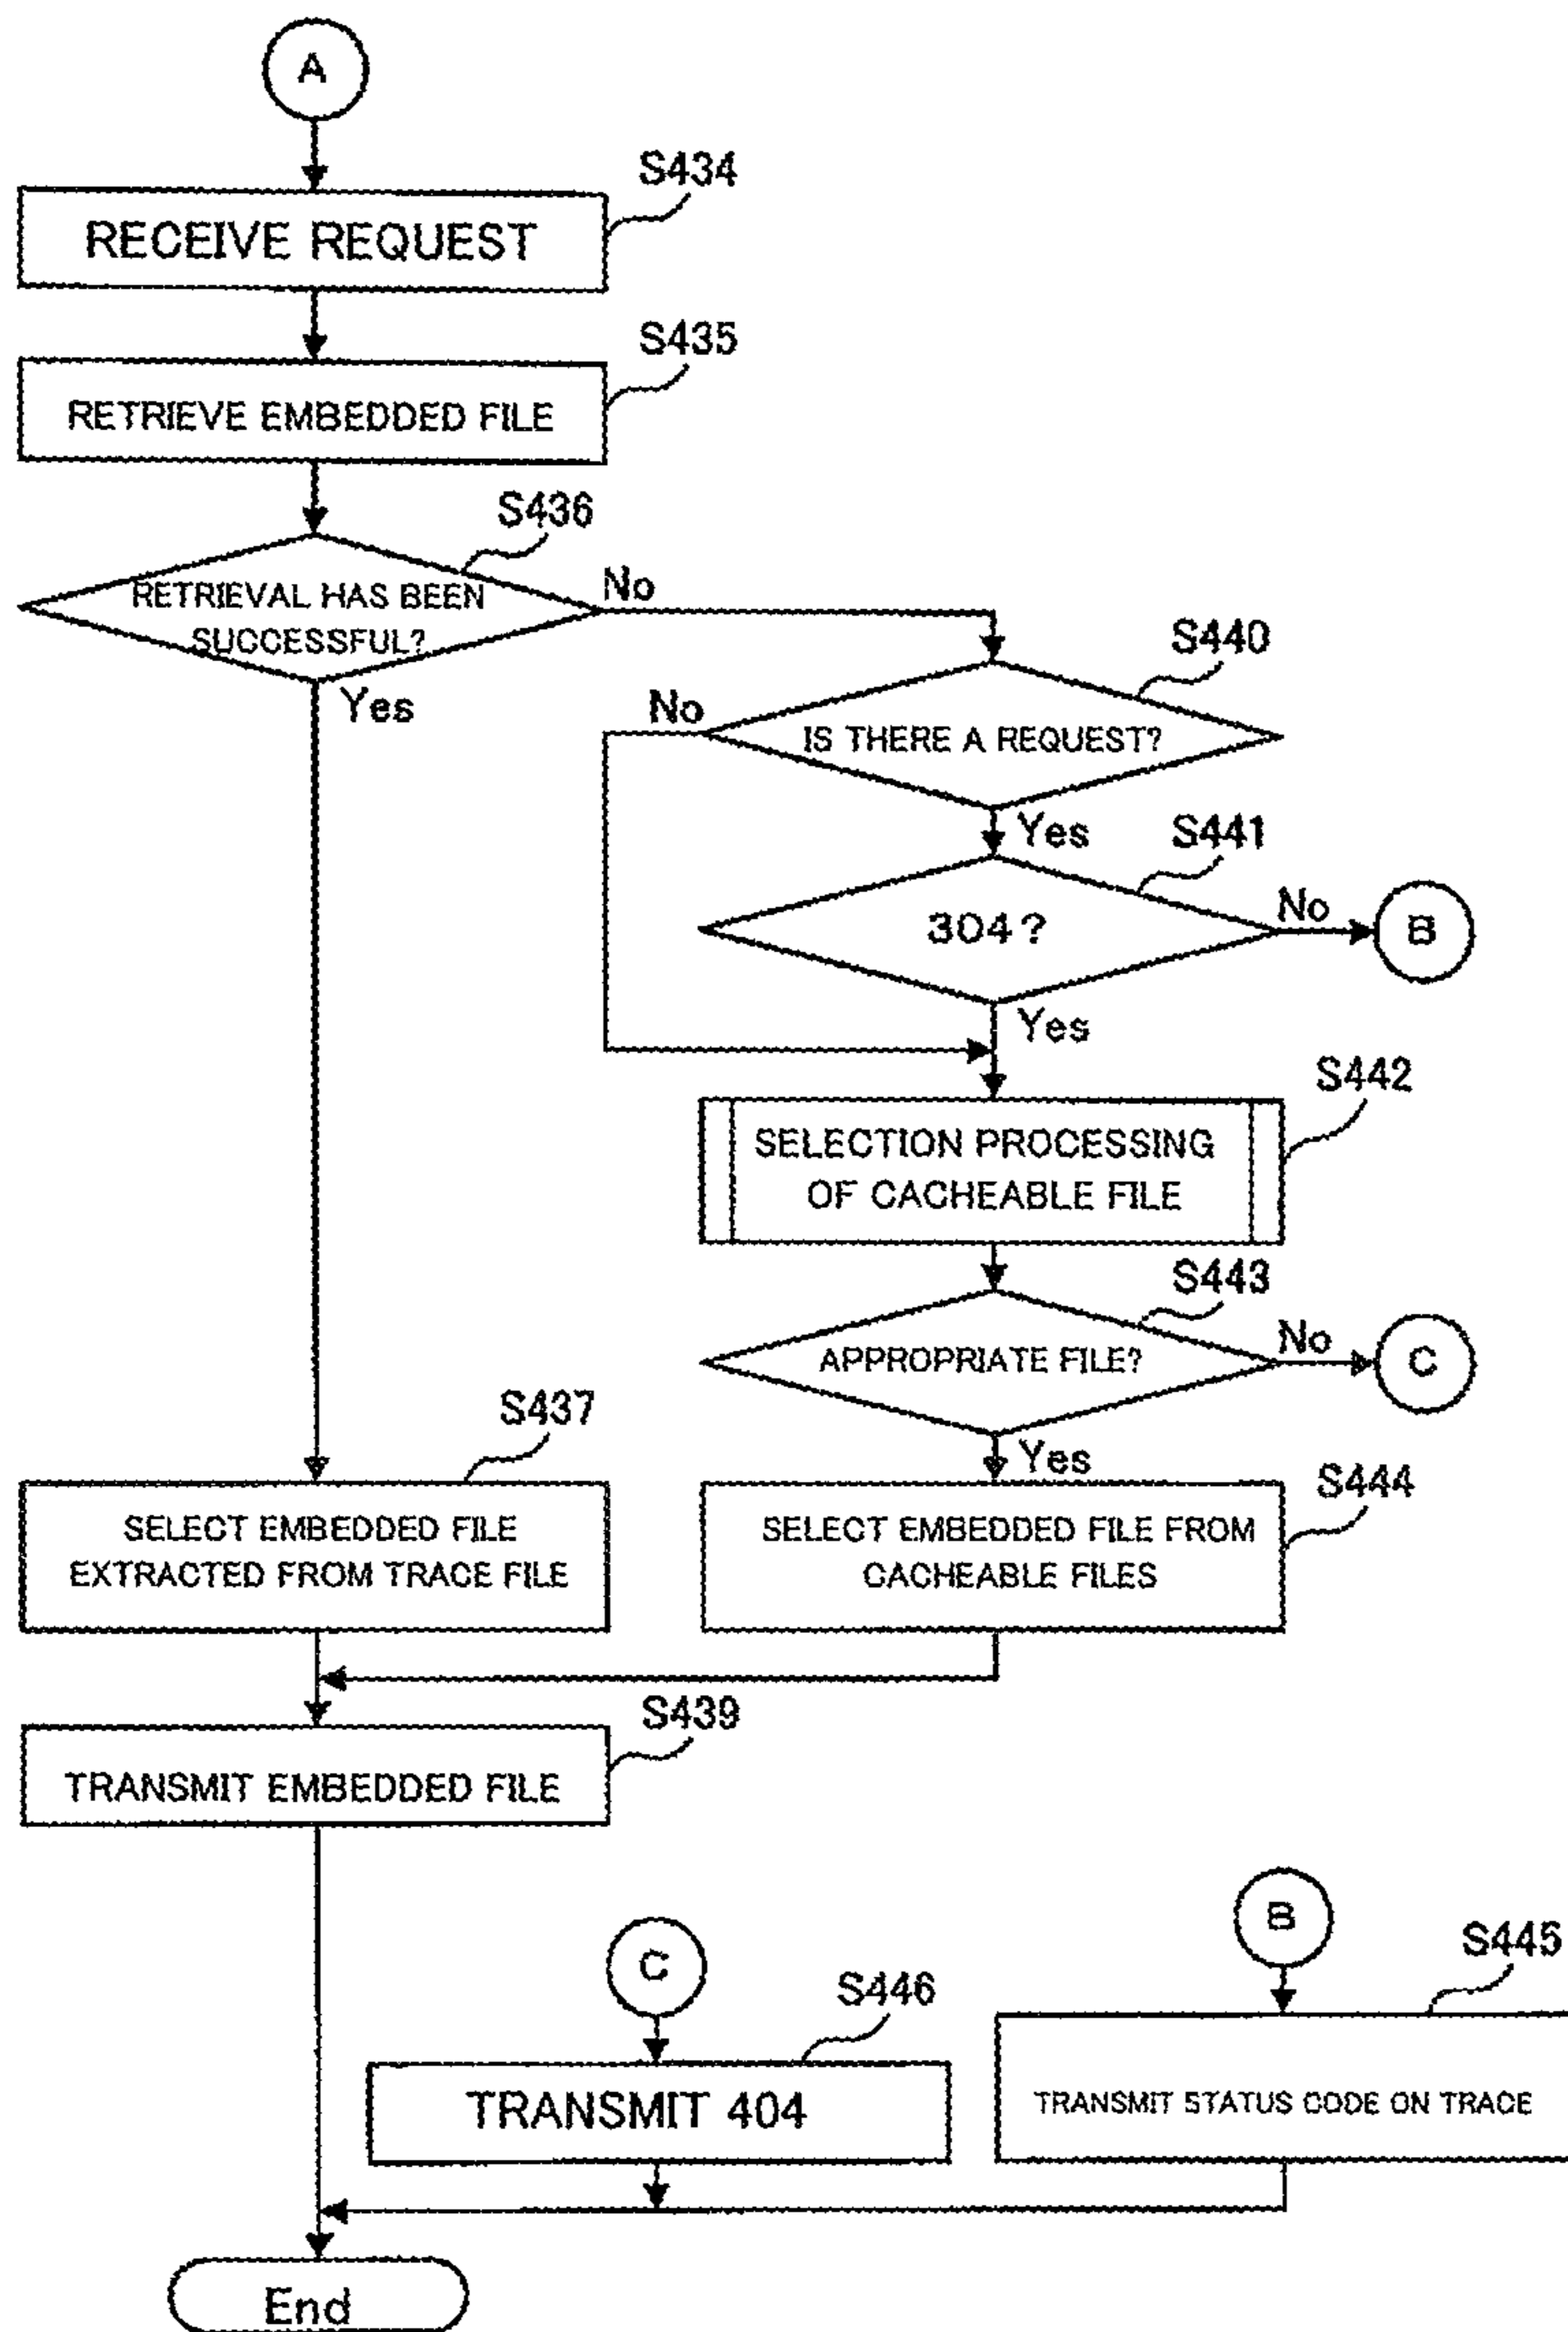 A
S434
RECEIVE REQUEST
S435
RETRIEVE EMBEDDED FILE
S436
RETRIEVAL HAS BEEN
SUCCESSFUL?
No
Yes
S440
No
IS THERE A REQUEST?
Yes
S441
304?
No
B
Yes
S442
SELECTION PROCESSING
OF CACHEABLE FILE
S443
APPROPRIATE FILE?
No
C
Yes
S437
SELECT EMBEDDED FILE
EXTRACTED FROM TRACE FILE
S444
SELECT EMBEDDED FILE FROM
CACHEABLE FILES
S439
TRANSMIT EMBEDDED FILE
C
S446
TRANSMIT 404
B
S445
TRANSMIT STATUS CODE ON TRACE
End